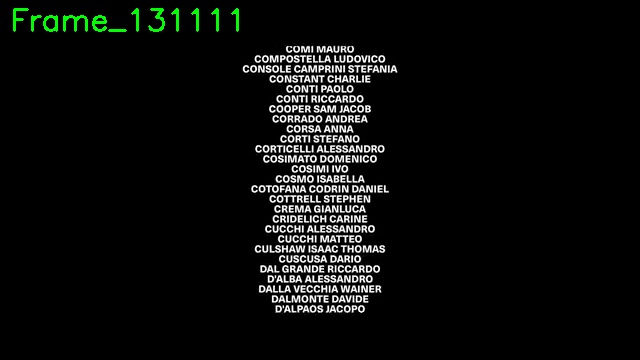 Frame_131111
COMI MAURO
COMPOSTELLA LUDOVICO
CONSOLE CAMPRINI STEFANIA
CONSTANT CHARLIE
CONTI PAOLO
CONTI RICCARDO
COOPER SAM JACOB
CORRADO ANDREA
CORSA ANNA
CORTI STEFANO
CORTICELLI ALESSANDRO
COSIMATO DOMENICO
COSIMI IVO
COSMO ISABELLA
COTOFANA CODRIN DANIEL
COTTRELL STEPHEN
CREMA GIANLUCA
CRIDELICH CARINE
CUCCHI ALESSANDRO
CUCCHI MATTEO
CULSHAW ISAAC THOMAS
CUSCUSA DARIO
DAL GRANDE RICCARDO
D'ALBA ALESSANDRO
DALLA VECCHIA WAINER
DALMONTE DAVIDE
D'ALPAOS JACOPO